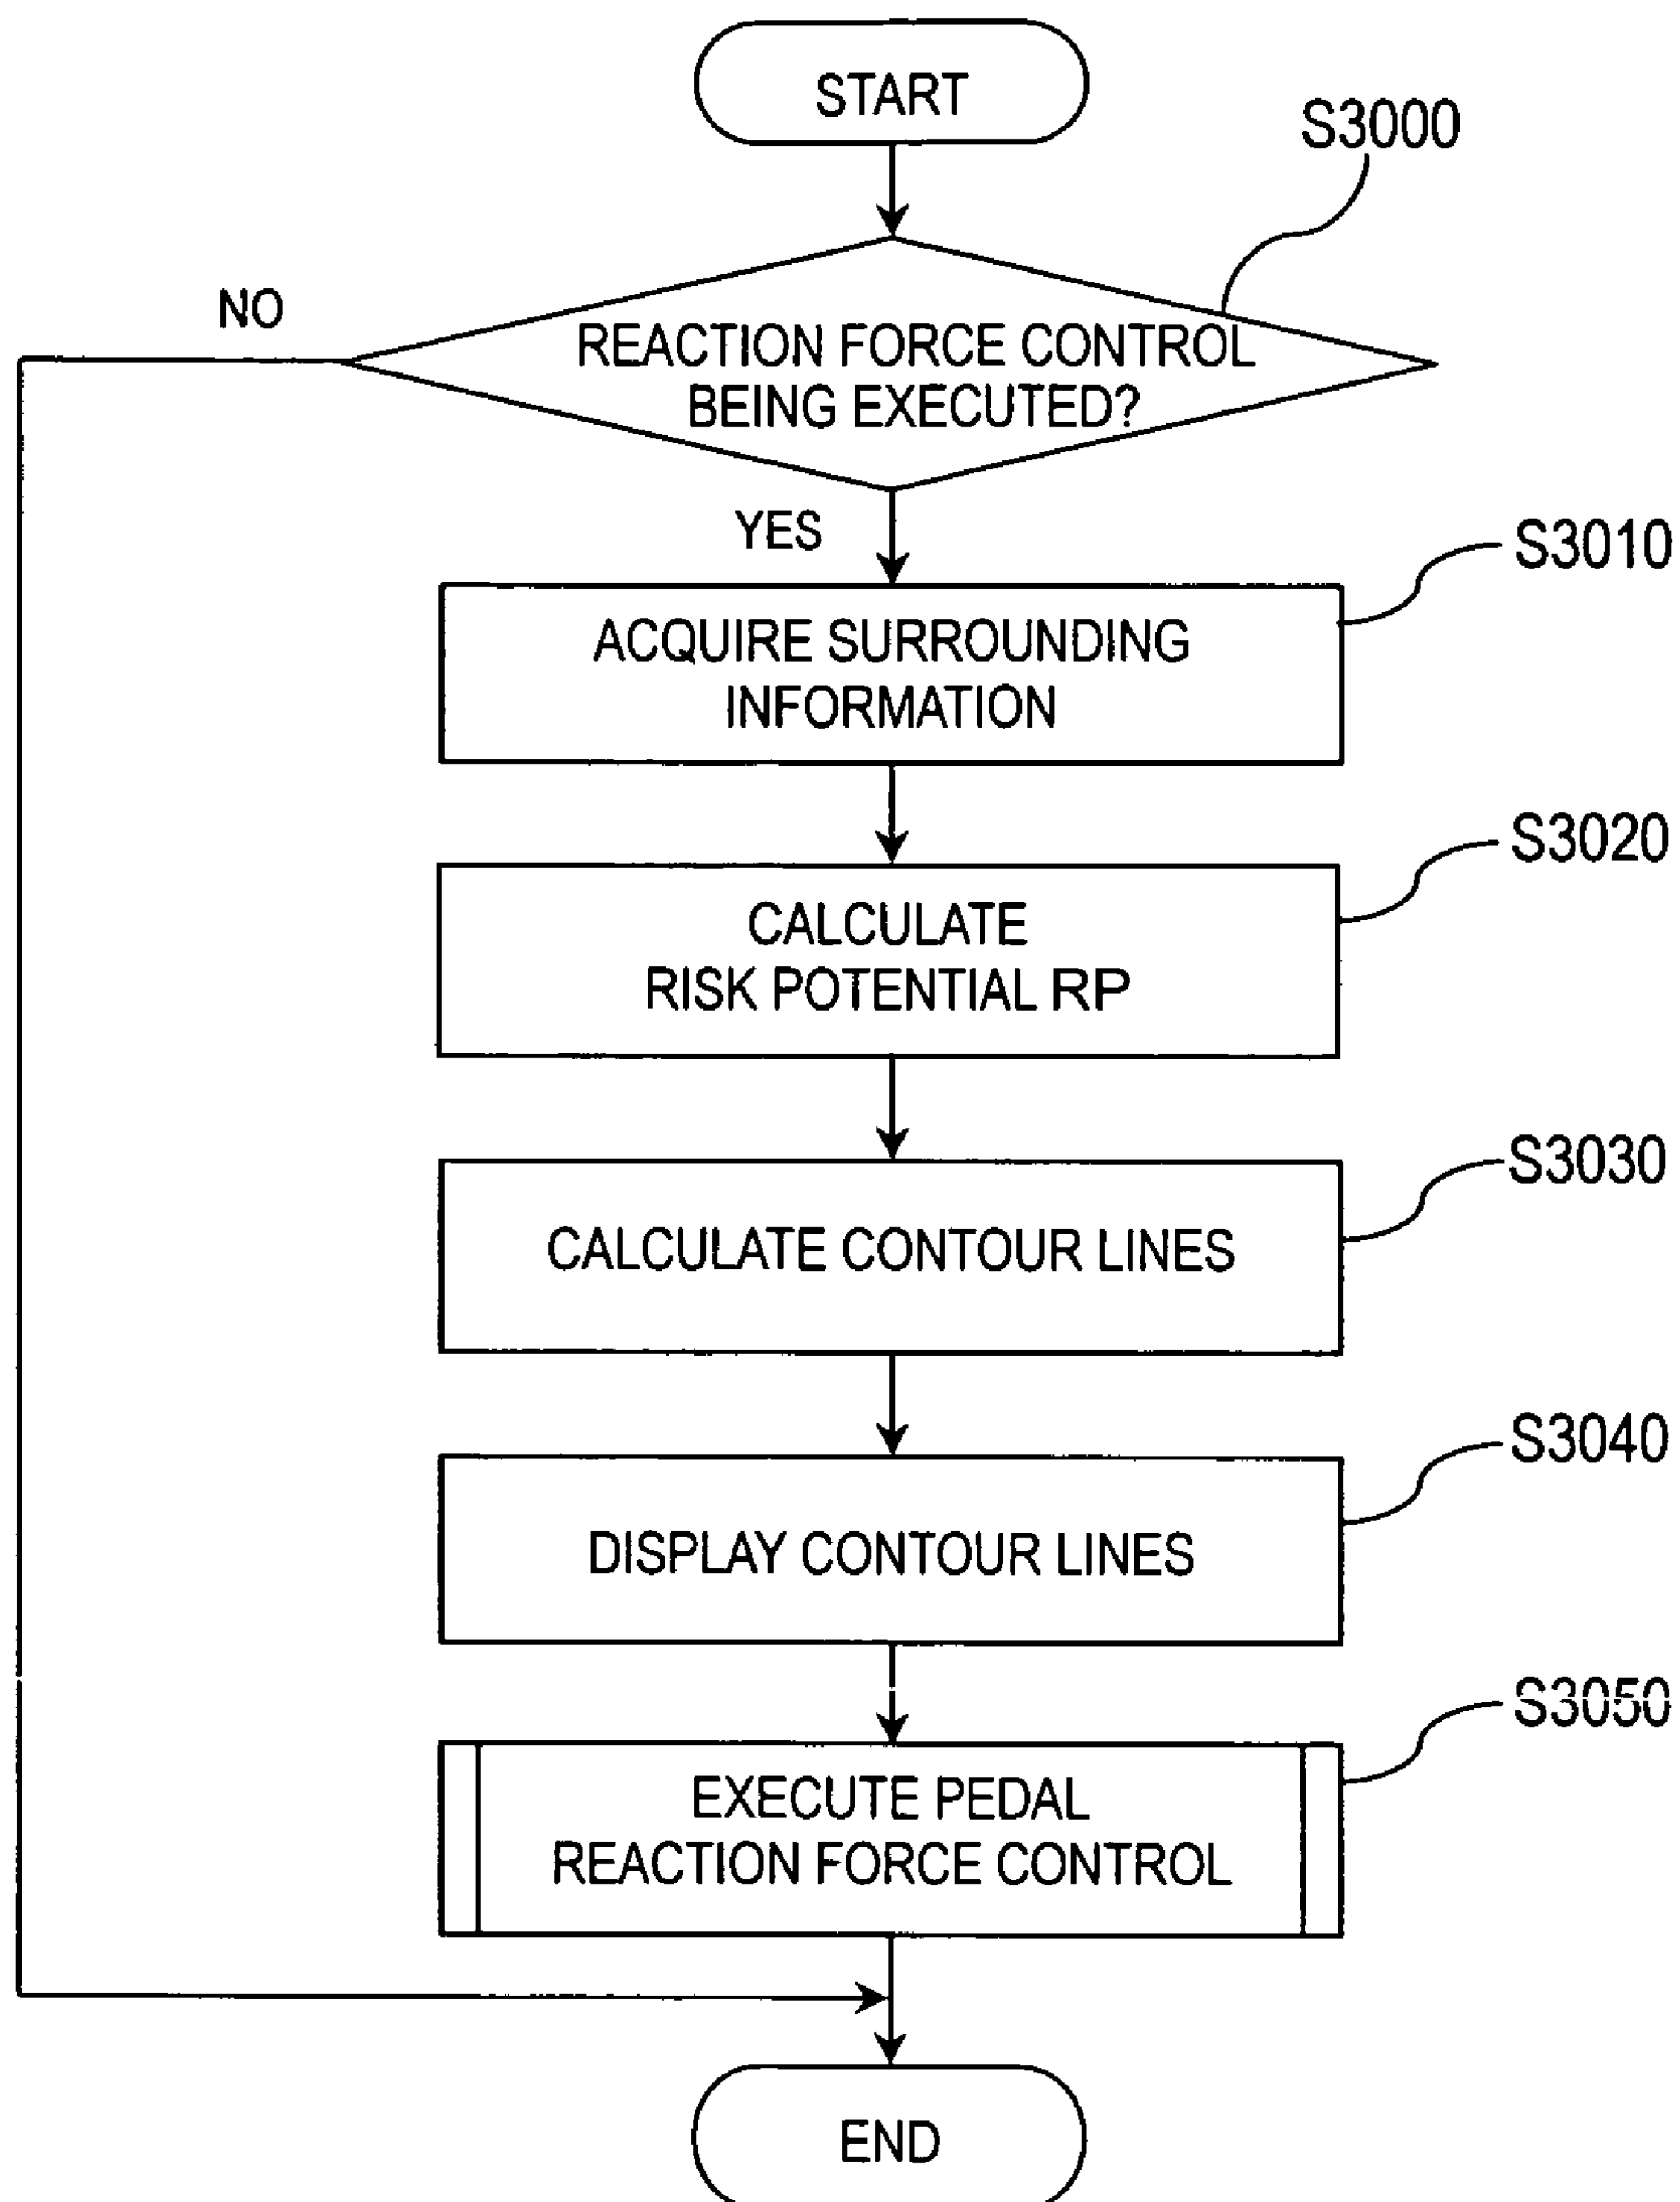 START
S3000
NO
REACTION FORCE CONTROL
BEING EXECUTED?
YES
S3010
ACQUIRE SURROUNDING
INFORMATION
S3020
CALCULATE
RISK POTENTIAL RP
S3030
CALCULATE CONTOUR LINES
S3040
DISPLAY CONTOUR LINES
S3050
EXECUTE PEDAL
REACTION FORCE CONTROL
END